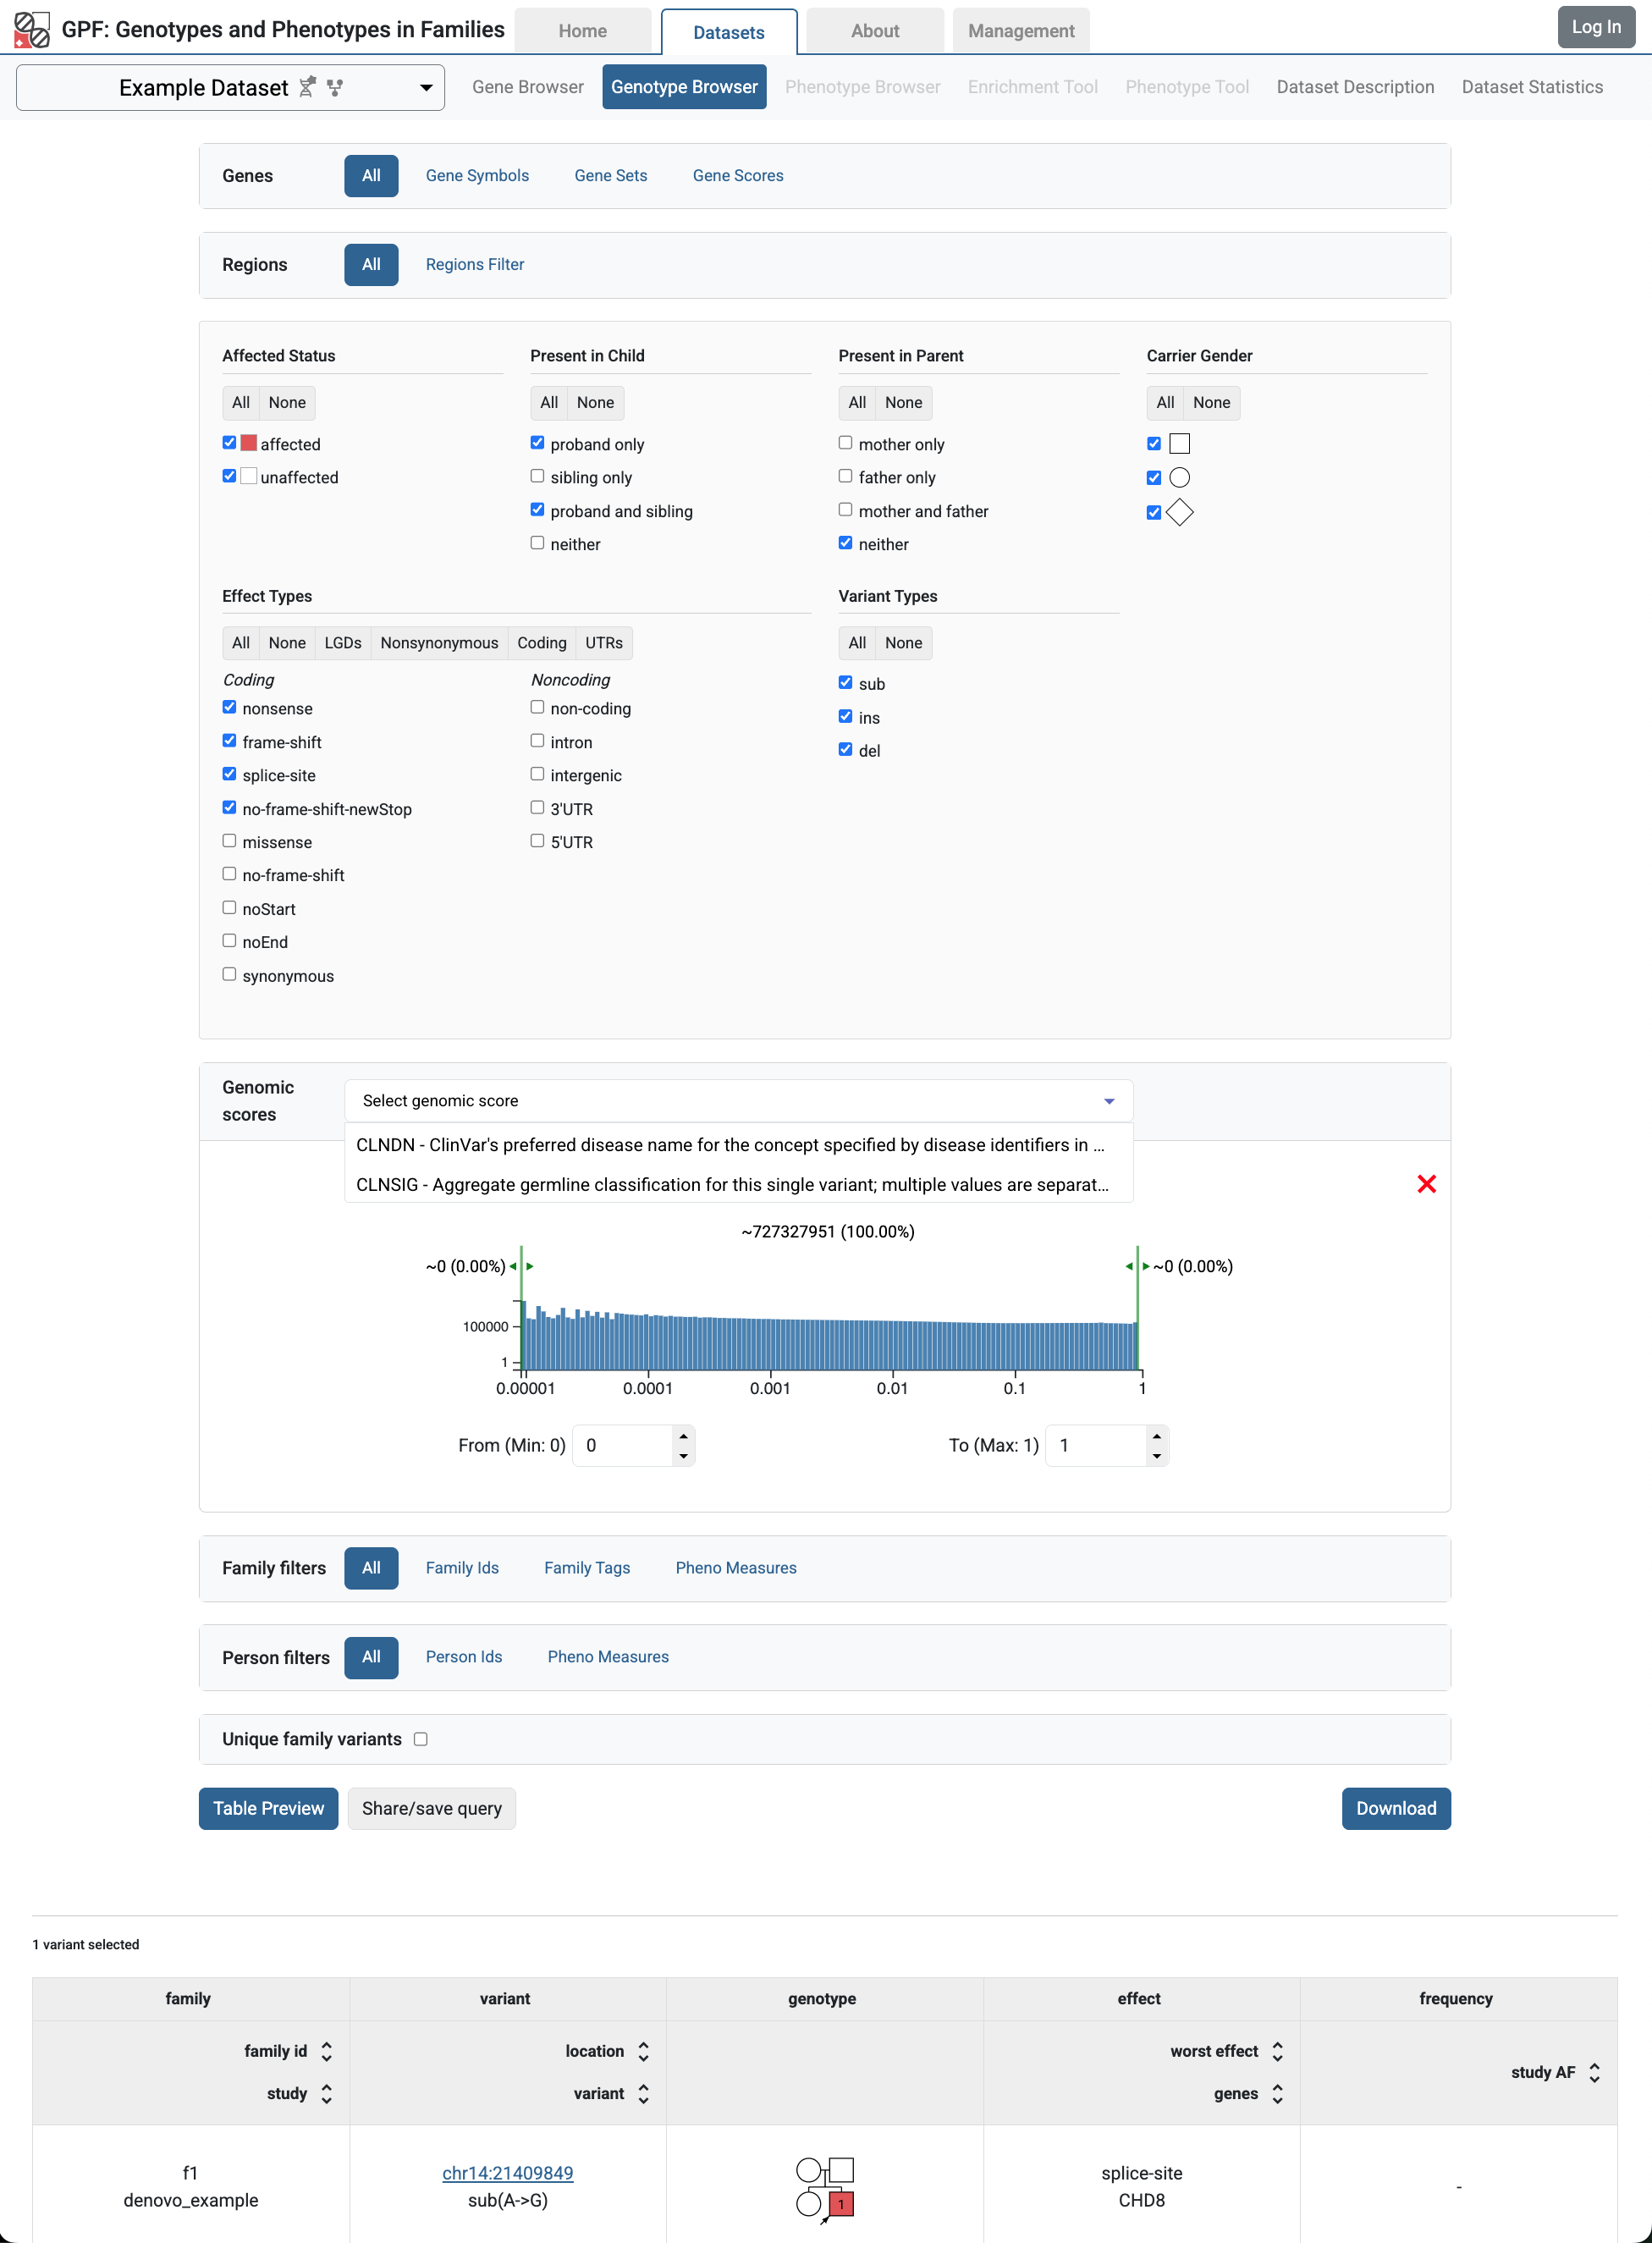 GPF: Genotypes and Phenotypes in Families
Home
Datasets
About
Management
Log In
Example Dataset
Gene Browser
Genotype Browser
Phenotype Browser
Enrichment Tool
Phenotype Tool
Dataset Description
Dataset Statistics
Genes
All
Gene Symbols
Gene Sets
Gene Scores
Regions
All
Regions Filter
Affected Status
All None
affected
unaffected
Present in Child
All None
proband only
sibling only
proband and sibling
neither
Present in Parent
All None
mother only
father only
mother and father
neither
Carrier Gender
All None
Effect Types
All None LGDs Nonsynonymous Coding UTRs
Coding
nonsense
frame-shift
splice-site
no-frame-shift-newStop
missense
no-frame-shift
noStart
noEnd
synonymous
Noncoding
non-coding
intron
intergenic
3'UTR
5'UTR
Variant Types
All None
sub
ins
del
Genomic
scores
Select genomic score
CLNDN - ClinVar's preferred disease name for the concept specified by disease identifiers in ...
CLNSIG - Aggregate germline classification for this single variant; multiple values are separat...
~727327951 (100.00%)
~0 (0.00%)
~0 (0.00%)
100000
1
0.00001 0.0001 0.001 0.01 0.1 1
From (Min: 0) 0
To (Max: 1) 1
Family filters
All
Family Ids
Family Tags
Pheno Measures
Person filters
All
Person Ids
Pheno Measures
Unique family variants
Table Preview
Share/save query
Download
1 variant selected
family variant genotype effect frequency
family id
study
location
variant
worst effect
genes
study AF
f1
denovo_example
chr14:21409849
sub(A->G)
1
splice-site
CHD8
-